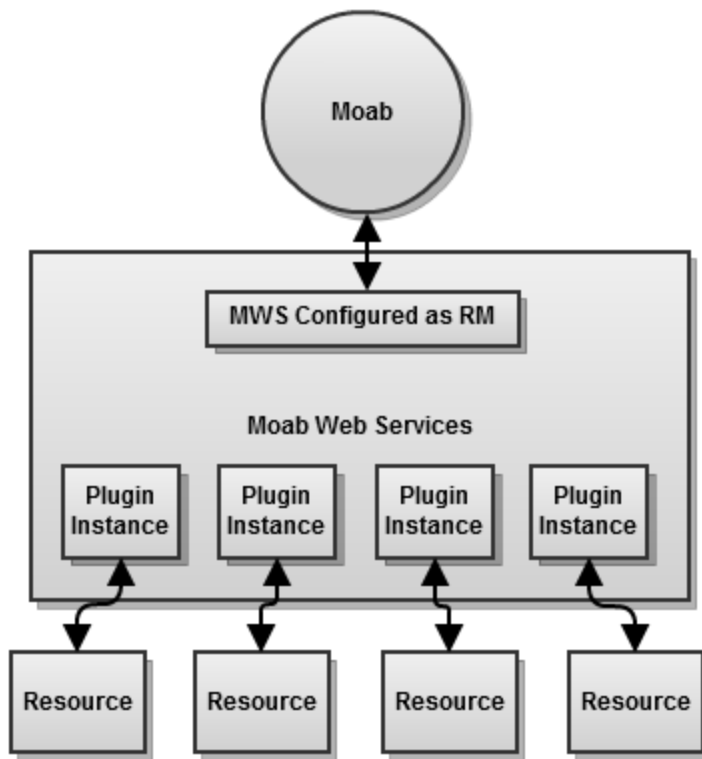 Moab
MWS Configured as RM
Moab Web Services
Plugin Instance
Plugin Instance
Plugin Instance
Plugin Instance
Resource
Resource
Resource
Resource